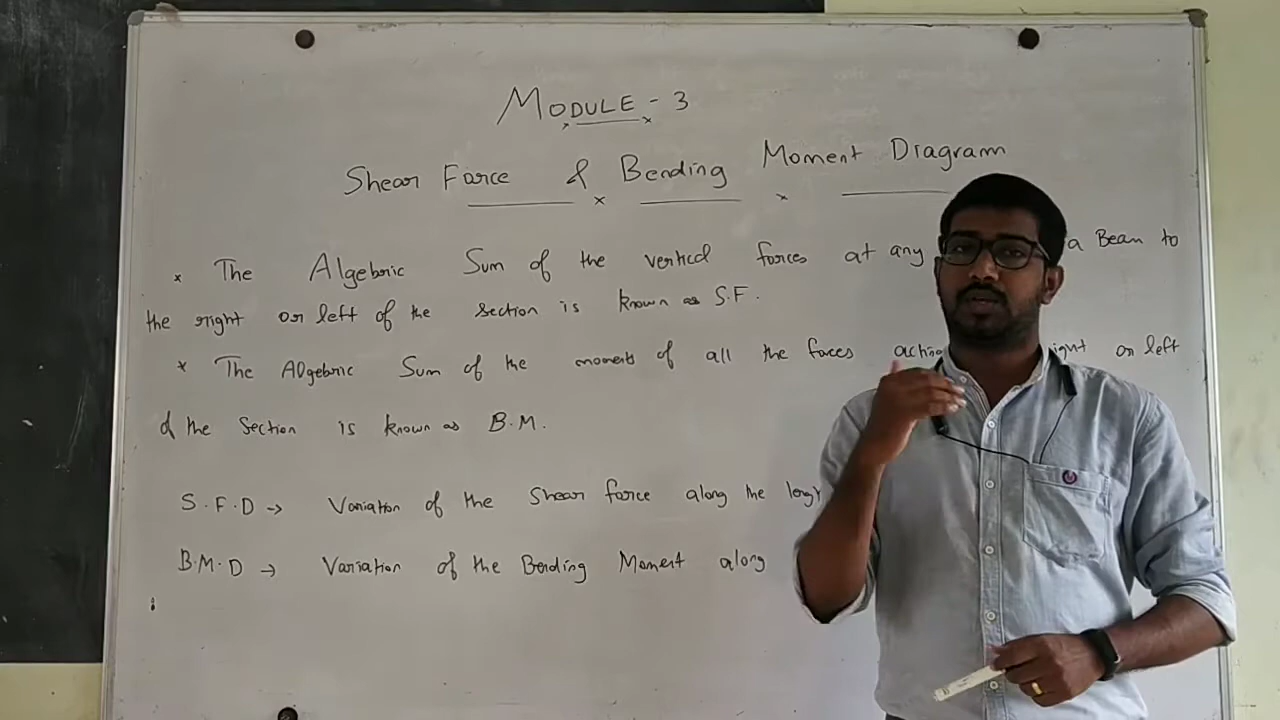 MODULE - 3
Shear Force & Bending Moment Diagram
* The Algebric Sum of the vertical forces at any a Beam to
the right or left of the section is known as S.F.
* The Algebric Sum of the moments of all the forces right or left
of the Section is known as B.M.
S.F.D → Variation of the Shear force along the
B.M.D → Variation of the Bending Moment along